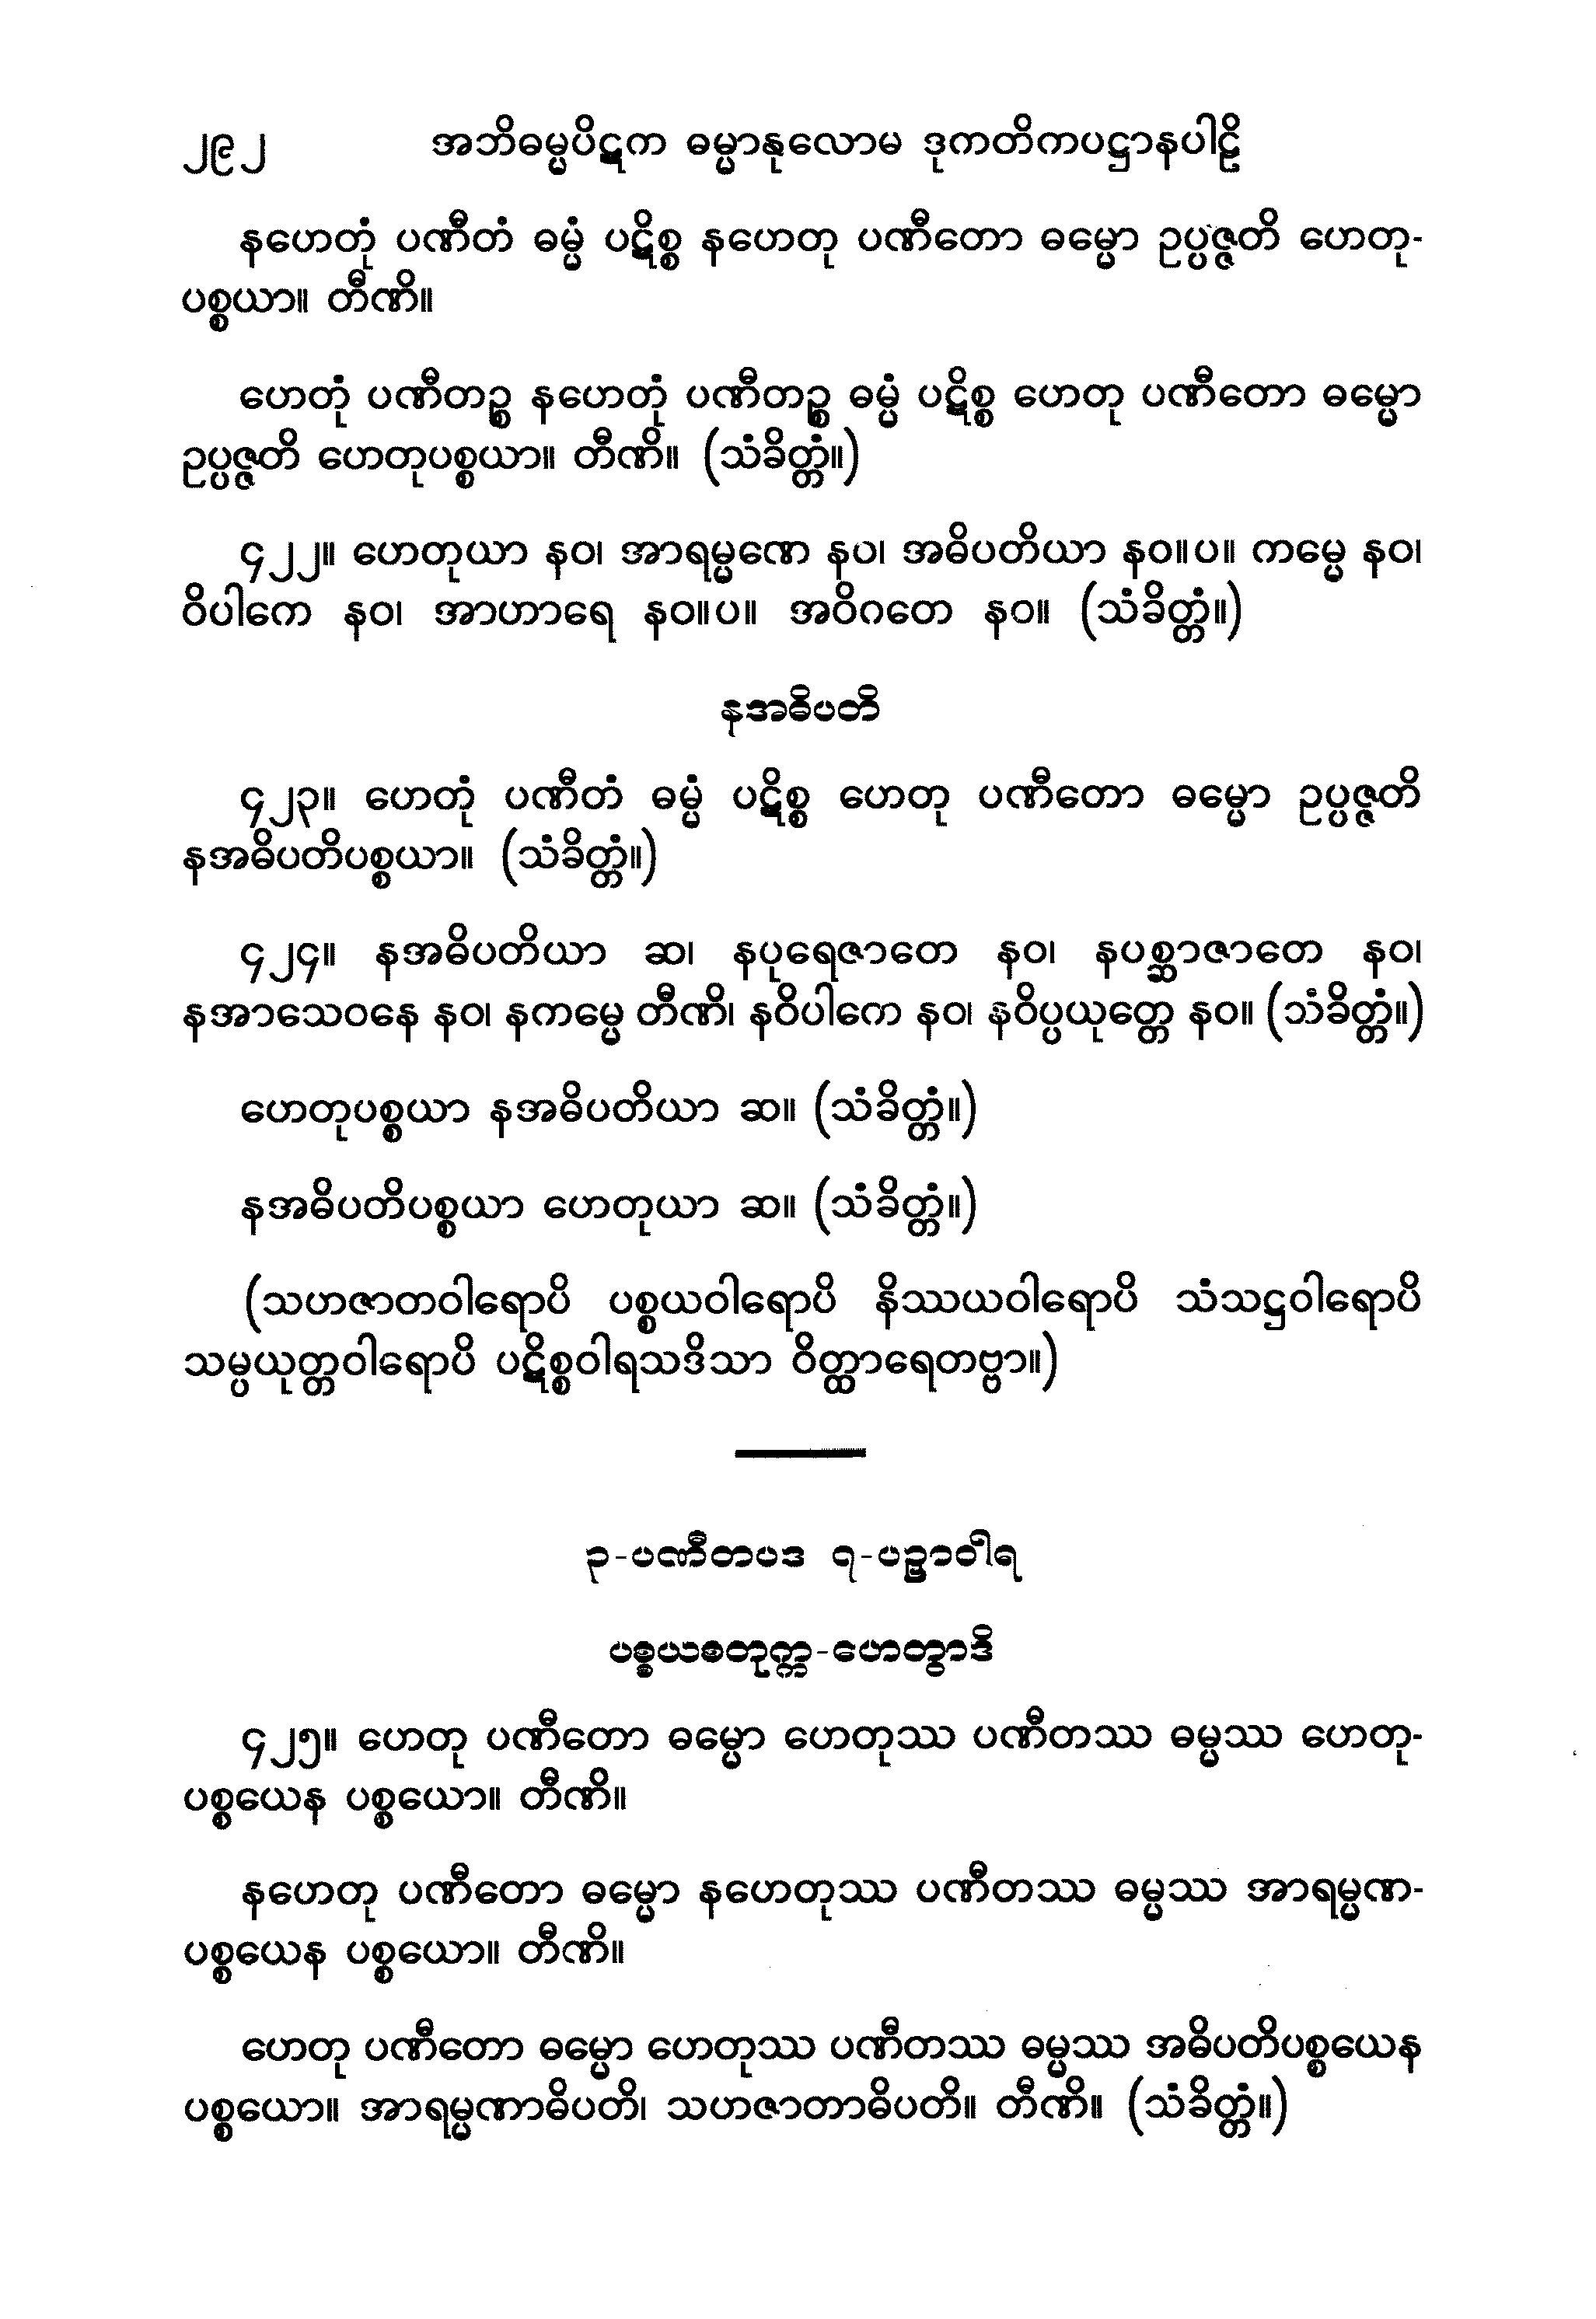 ၂၉၂ အဘိဓမ္မပိဋက ဓမ္မာနုလောမ ဒုကတိကပဋ္ဌာနပါဠိ
နဟေတုံ ပဏီတံ ဓမ္မံ ပဋိစ္စ နဟေတု ပဏီတော ဓမ္မော ဥပ္ပဇ္ဇတိ ဟေတု-
ပစ္စယာ။ တီဏိ။
ဟေတုံ ပဏီတဉ္စ နဟေတုံ ပဏီတဉ္စ ဓမ္မံ ပဋိစ္စ ဟေတု ပဏီတော ဓမ္မော
ဥပ္ပဇ္ဇတိ ဟေတုပစ္စယာ။ တီဏိ။ (သံခိတ္တံ။)
၄၂၂။ ဟေတုယာ နဝ၊ အာရမ္မဏေ နဝ၊ အဓိပတိယာ နဝ။ပ။ ကမ္မေ နဝ၊
ဝိပါကေ နဝ၊ အာဟာရေ နဝ။ပ။ အဝိဂတေ နဝ။ (သံခိတ္တံ။)
နအဓိပတိ
၄၂၃။ ဟေတုံ ပဏီတံ ဓမ္မံ ပဋိစ္စ ဟေတု ပဏီတော ဓမ္မော ဥပ္ပဇ္ဇတိ
နအဓိပတိပစ္စယာ။ (သံခိတ္တံ။)
၄၂၄။ နအဓိပတိယာ ဆ၊ နပုရေဇာတေ နဝ၊ နပစ္ဆာဇာတေ နဝ၊
နအာသေဝနေ နဝ၊ နကမ္မေ တီဏိ၊ နဝိပါကေ နဝ၊ နဝိပ္ပယုတ္တေ နဝ။ (သံခိတ္တံ။)
ဟေတုပစ္စယာ နအဓိပတိယာ ဆ။ (သံခိတ္တံ။)
နအဓိပတိပစ္စယာ ဟေတုယာ ဆ။ (သံခိတ္တံ။)
(သဟဇာတဝါရောပိ ပစ္စယဝါရောပိ နိဿယဝါရောပိ သံသဋ္ဌဝါရောပိ
သမ္ပယုတ္တဝါရောပိ ပဋိစ္စဝါရသဒိသာ ဝိတ္ထာရေတဗ္ဗာ။)
၃-ပဏီတပဒ ၇-ပဉှာဝါရ
ပစ္စယစတုက္က-ဟေတွာဒိ
၄၂၅။ ဟေတု ပဏီတော ဓမ္မော ဟေတုဿ ပဏီတဿ ဓမ္မဿ ဟေတု-
ပစ္စယေန ပစ္စယော။ တီဏိ။
နဟေတု ပဏီတော ဓမ္မော နဟေတုဿ ပဏီတဿ ဓမ္မဿ အာရမ္မဏ-
ပစ္စယေန ပစ္စယော။ တီဏိ။
ဟေတု ပဏီတော ဓမ္မော ဟေတုဿ ပဏီတဿ ဓမ္မဿ အဓိပတိပစ္စယေန
ပစ္စယော။ အာရမ္မဏာဓိပတိ၊ သဟဇာတာဓိပတိ။ တီဏိ။ (သံခိတ္တံ။)